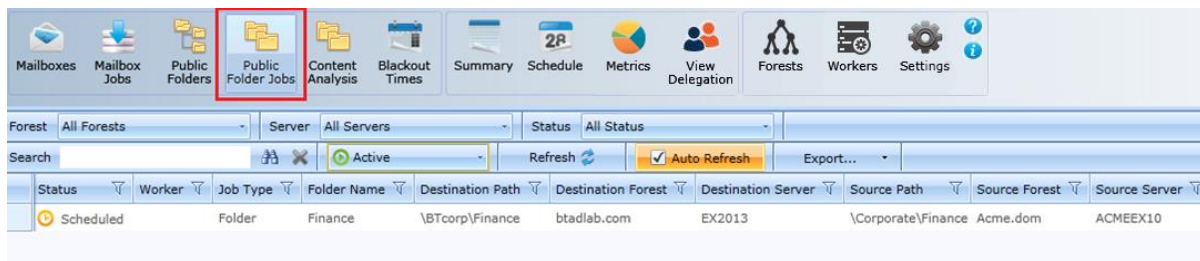 Mailboxes Mailbox Jobs Public Folders Public Folder Jobs Content Analysis Blackout Times Summary 28 Schedule Metrics View Delegation Forests Workers Settings ? i
Forest All Forests Server All Servers Status All Status
Search Active Refresh Auto Refresh Export...
Status Worker Job Type Folder Name Destination Path Destination Forest Destination Server Source Path Source Forest Source Server
Scheduled Folder Finance \BTcorp\Finance btadlab.com EX2013 \Corporate\Finance Acme.dom ACMEEX10